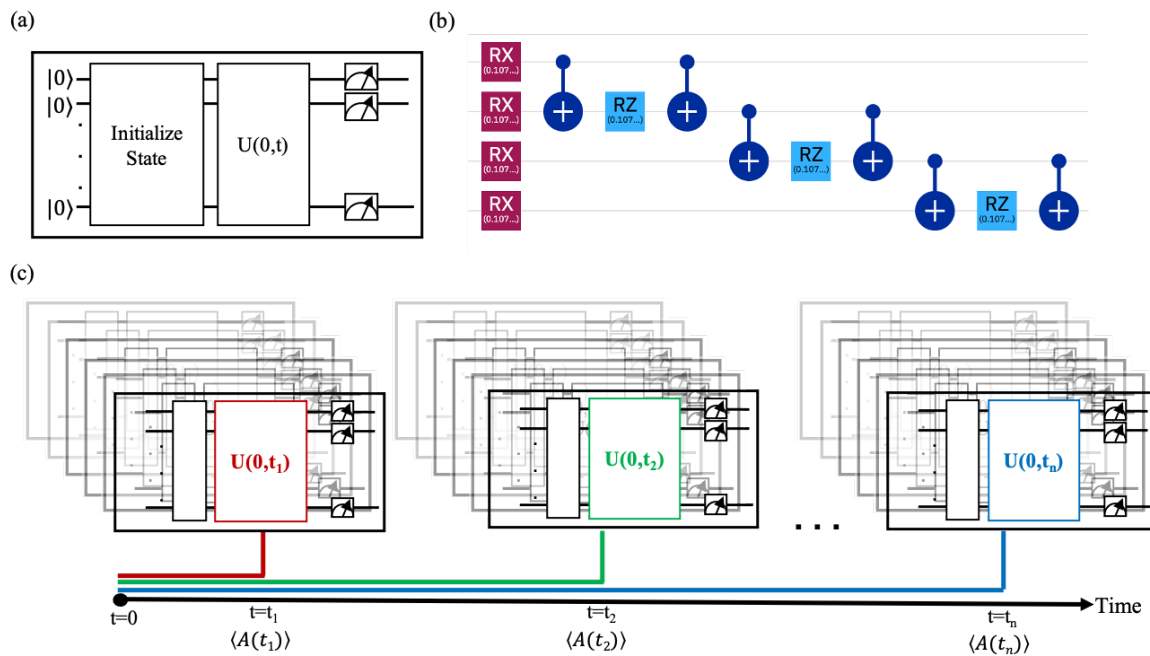 (a)
(b)
|0⟩
|0⟩
.
.
.
|0⟩
Initialize
State
U(0,t)
RX
(0.107...)
RX
(0.107...)
RX
(0.107...)
RX
(0.107...)
RZ
(0.107...)
RZ
(0.107...)
RZ
(0.107...)
(c)
U(0,t₁)
U(0,t₂)
U(0,tₙ)
. . .
t=0
t=t₁
t=t₂
t=tₙ
Time
⟨A(t₁)⟩
⟨A(t₂)⟩
⟨A(tₙ)⟩